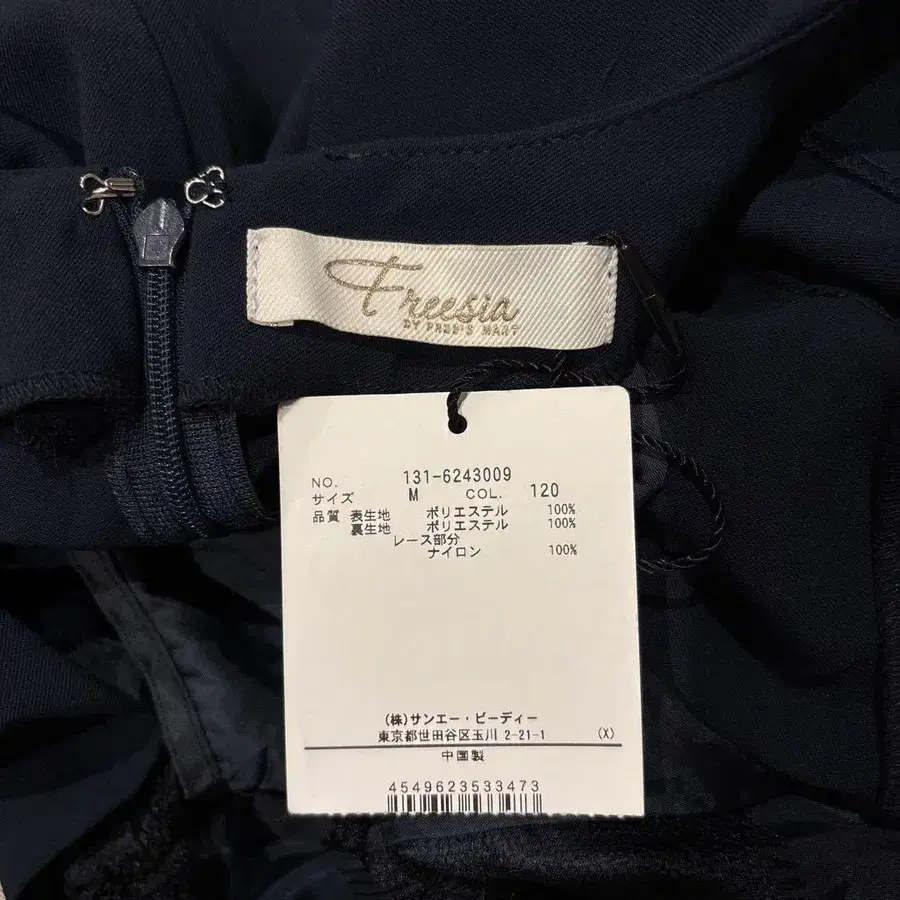 Freesia
BY FREE'S MART
NO. 131-6243009
サイズ M COL. 120
品質 表生地 ポリエステル 100%
裏生地 ポリエステル 100%
レース部分
ナイロン 100%
(株)サンエー・ビーディー
東京都世田谷区玉川 2-21-1 (X)
中国製
4549623533473